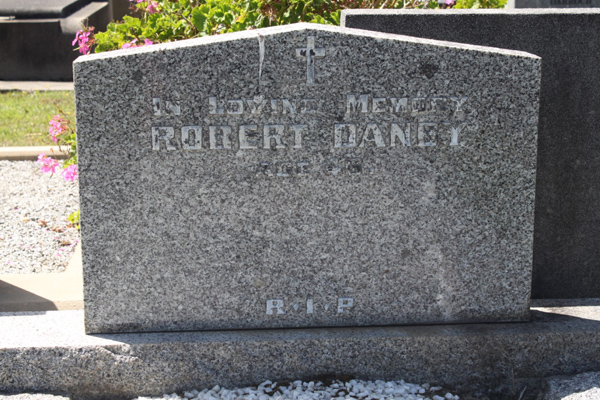 IN LOVING MEMORY
ROBERT DANEY
R·I·P